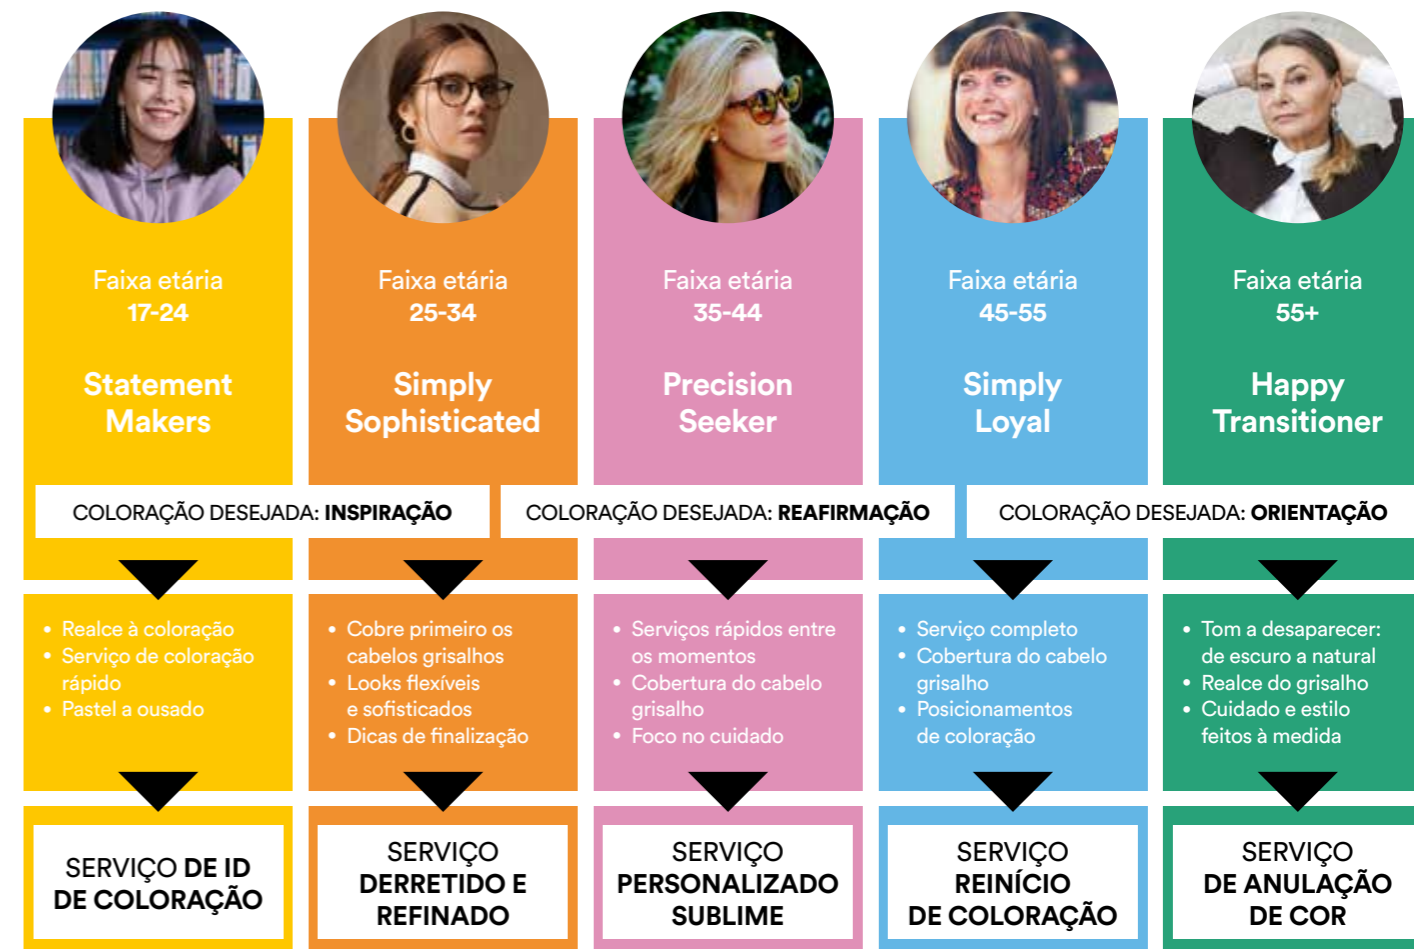 Faixa etária
17-24
Statement
Makers
Faixa etária
25-34
Simply
Sophisticated
Faixa etária
35-44
Precision
Seeker
Faixa etária
45-55
Simply
Loyal
Faixa etária
55+
Happy
Transitioner
COLORAÇÃO DESEJADA: INSPIRAÇÃO
COLORAÇÃO DESEJADA: REAFIRMAÇÃO
COLORAÇÃO DESEJADA: ORIENTAÇÃO
• Realce à coloração
• Serviço de coloração
rápido
• Pastel a ousado
• Cobre primeiro os
cabelos grisalhos
• Looks flexíveis
e sofisticados
• Dicas de finalização
• Serviços rápidos entre
os momentos
• Cobertura do cabelo
grisalho
• Foco no cuidado
• Serviço completo
• Cobertura do cabelo
grisalho
• Posicionamentos
de coloração
• Tom a desaparecer:
de escuro a natural
• Realce do grisalho
• Cuidado e estilo
feitos à medida
SERVIÇO DE ID
DE COLORAÇÃO
SERVIÇO
DERRETIDO E
REFINADO
SERVIÇO
PERSONALIZADO
SUBLIME
SERVIÇO
REINÍCIO
DE COLORAÇÃO
SERVIÇO
DE ANULAÇÃO
DE COR